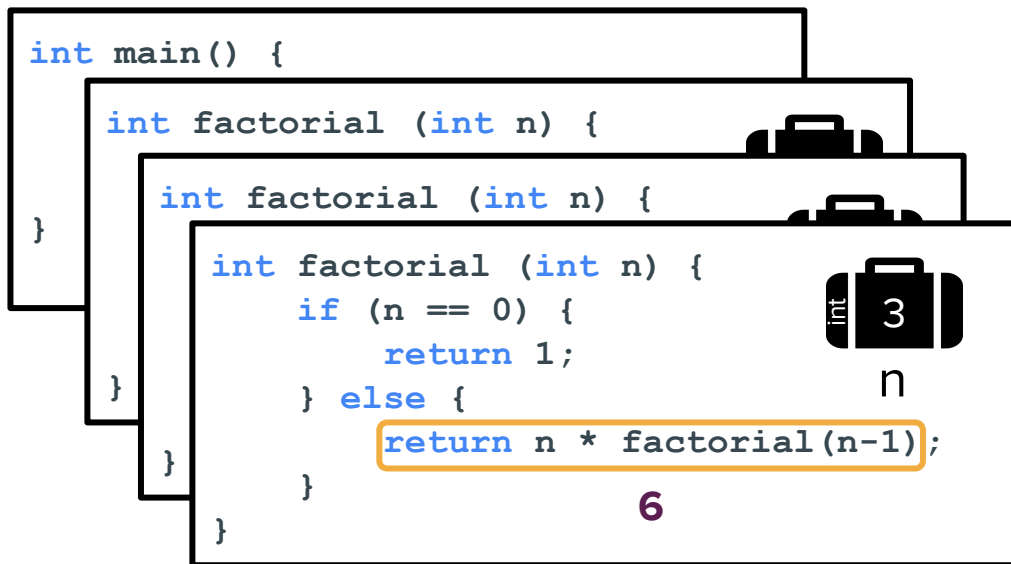 int main() {
int factorial (int n) {
int factorial (int n) {
}
int factorial (int n) {
if (n == 0) {
int 3
return 1;
n
}
} else {
return n * factorial(n-1);
}
}
6
}